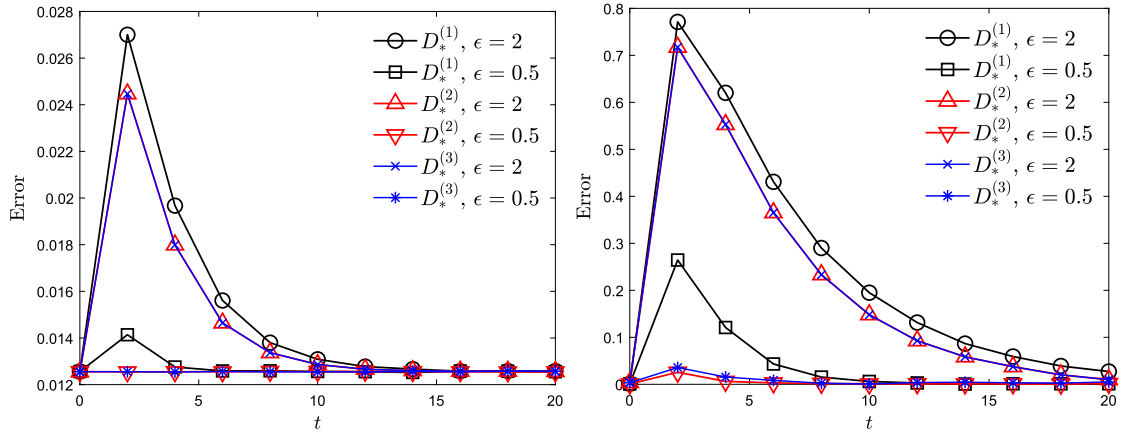 0.028
0.026
0.024
0.022
0.02
0.018
0.016
0.014
0.012
Error
0 5 10 15 20
t
D_*^{(1)}, ϵ = 2
D_*^{(1)}, ϵ = 0.5
D_*^{(2)}, ϵ = 2
D_*^{(2)}, ϵ = 0.5
D_*^{(3)}, ϵ = 2
D_*^{(3)}, ϵ = 0.5
0.8
0.7
0.6
0.5
0.4
0.3
0.2
0.1
0
Error
0 5 10 15 20
t
D_*^{(1)}, ϵ = 2
D_*^{(1)}, ϵ = 0.5
D_*^{(2)}, ϵ = 2
D_*^{(2)}, ϵ = 0.5
D_*^{(3)}, ϵ = 2
D_*^{(3)}, ϵ = 0.5